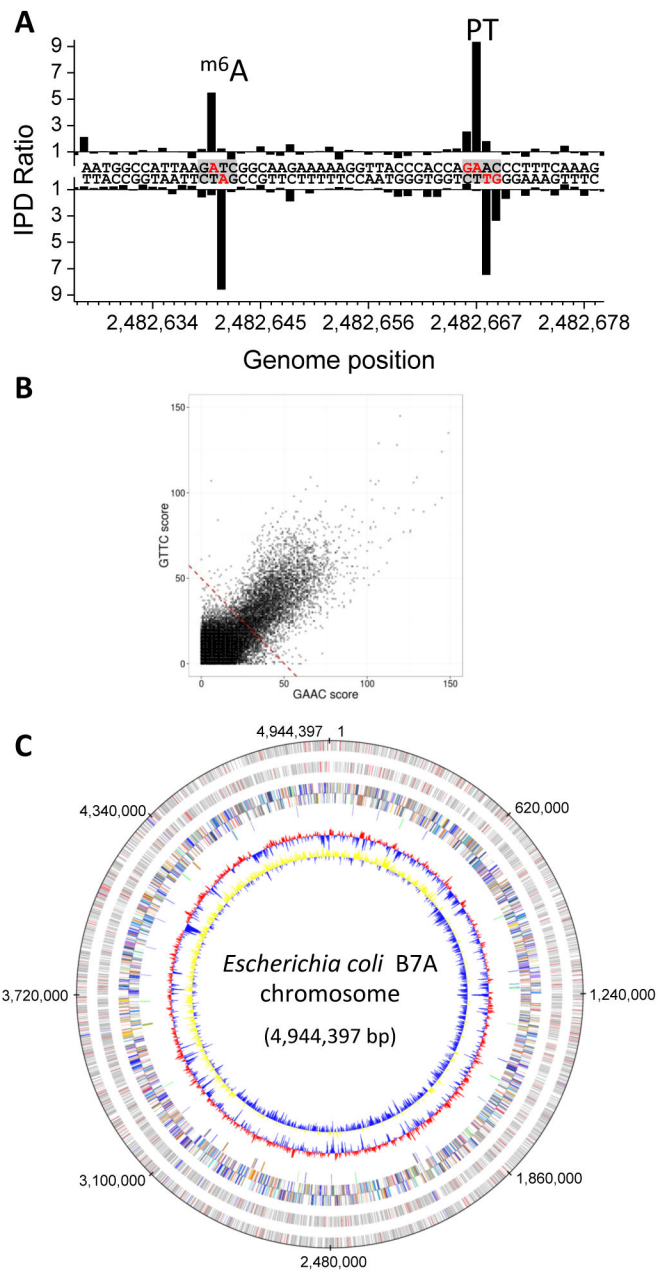 A
PT
m6A
9
7
5
3
1
AATGGCCATTAAGATCGGCAAGAAAAAGGTTACCCACCAGAACCCTTTCAAAG
TTACCGGTAATTCTAGCCGTTCTTTTTCCAATGGGTGGTCTTGGGAAAGTTTC
1
3
5
7
9
IPD Ratio
2,482,634 2,482,645 2,482,656 2,482,667 2,482,678
Genome position
B
150
100
50
0
GTTC score
0 50 100 150
GAAC score
C
4,944,397 1
4,340,000 620,000
Escherichia coli B7A
chromosome
(4,944,397 bp)
3,720,000 1,240,000
3,100,000 1,860,000
2,480,000